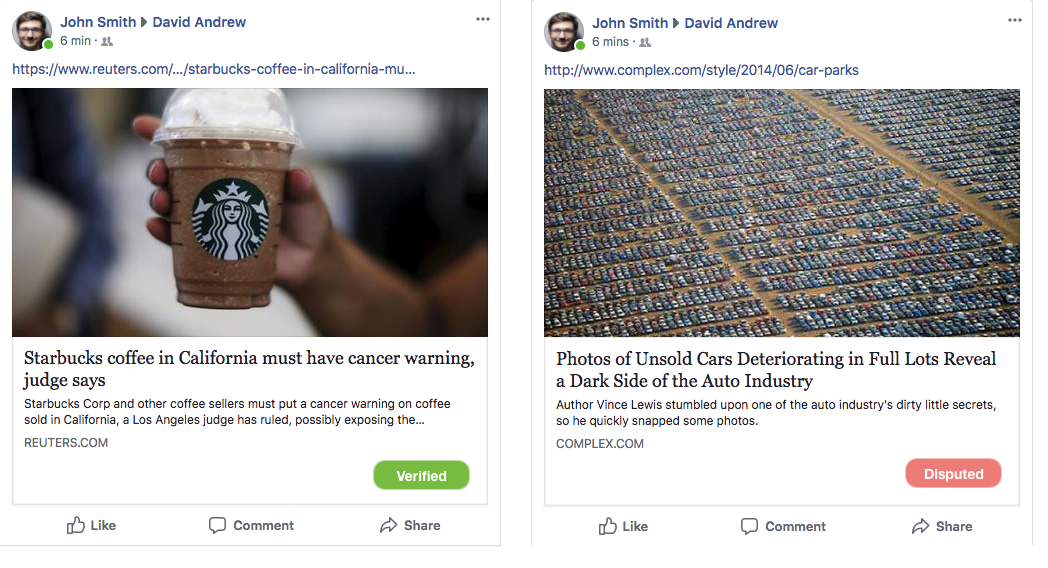 John Smith ▶ David Andrew
6 min ·
https://www.reuters.com/.../starbucks-coffee-in-california-mu...
Starbucks coffee in California must have cancer warning,
judge says
Starbucks Corp and other coffee sellers must put a cancer warning on coffee
sold in California, a Los Angeles judge has ruled, possibly exposing the...
REUTERS.COM
Verified
Like Comment Share
John Smith ▶ David Andrew
6 mins ·
http://www.complex.com/style/2014/06/car-parks
Photos of Unsold Cars Deteriorating in Full Lots Reveal
a Dark Side of the Auto Industry
Author Vince Lewis stumbled upon one of the auto industry's dirty little secrets,
so he quickly snapped some photos.
COMPLEX.COM
Disputed
Like Comment Share